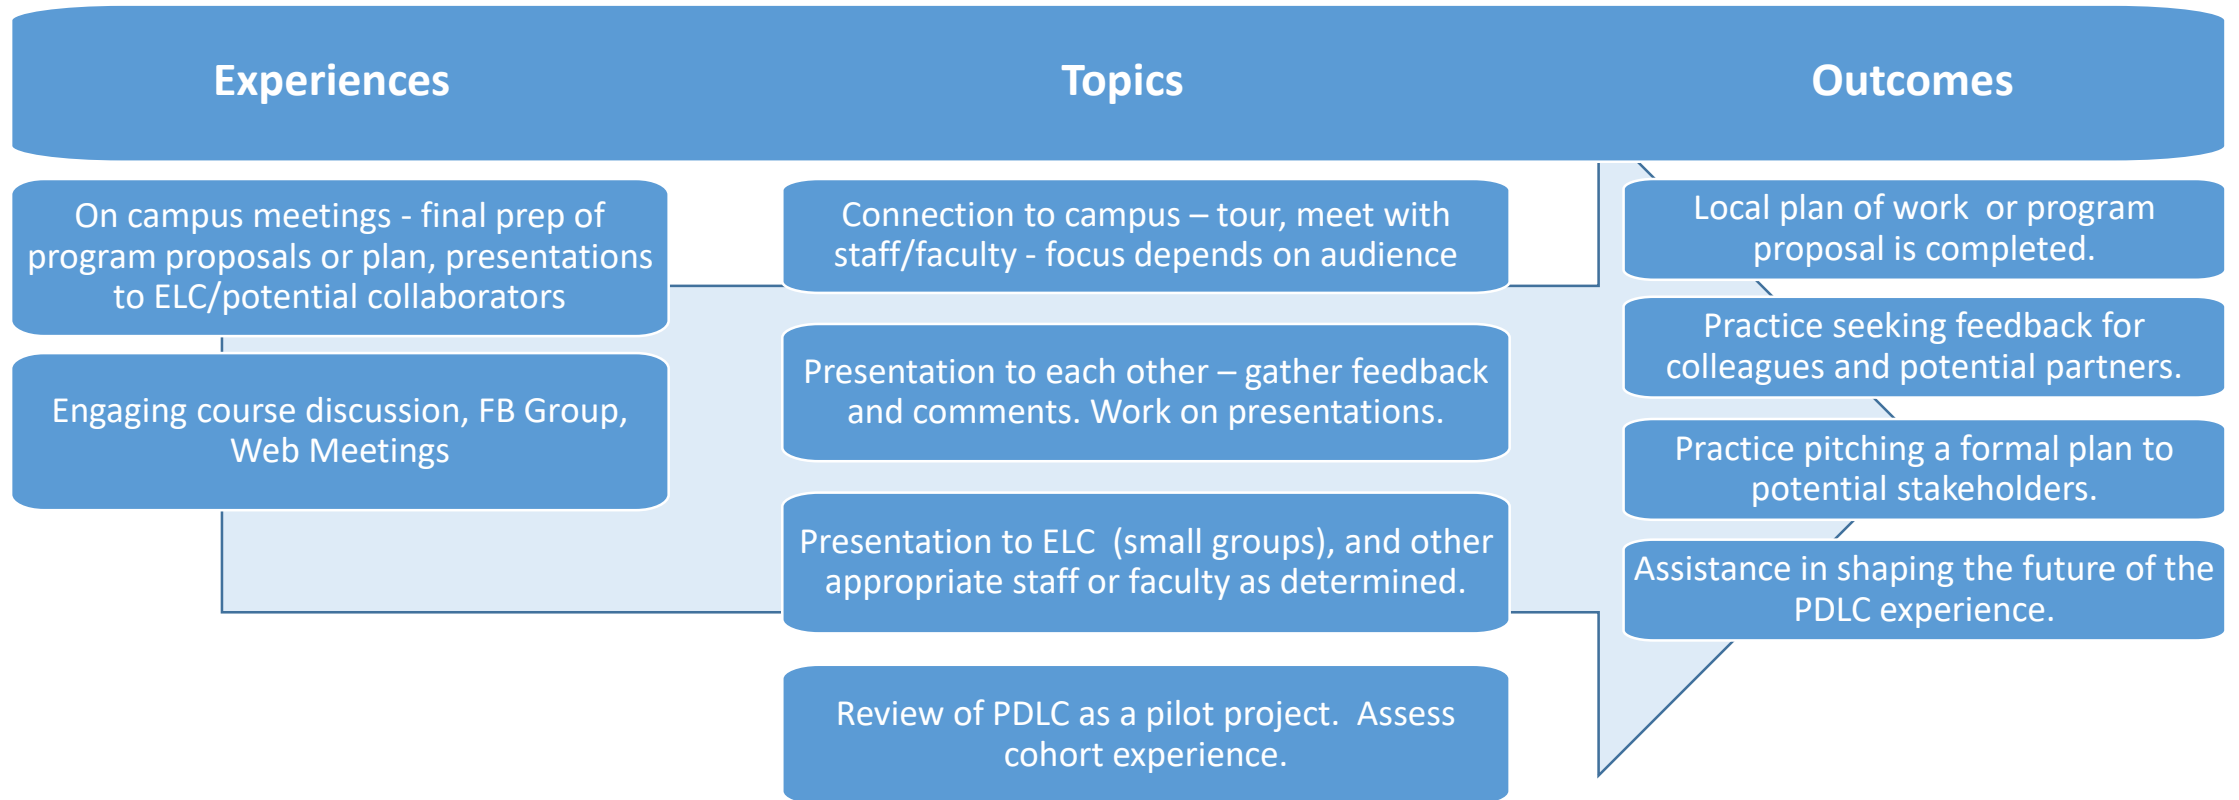 Experiences
Topics
Outcomes
On campus meetings - final prep of
program proposals or plan, presentations
to ELC/potential collaborators
Engaging course discussion, FB Group,
Web Meetings
Connection to campus – tour, meet with
staff/faculty - focus depends on audience
Presentation to each other – gather feedback
and comments. Work on presentations.
Presentation to ELC  (small groups), and other
appropriate staff or faculty as determined.
Review of PDLC as a pilot project.  Assess
cohort experience.
Local plan of work  or program
proposal is completed.
Practice seeking feedback for
colleagues and potential partners.
Practice pitching a formal plan to
potential stakeholders.
Assistance in shaping the future of the
PDLC experience.